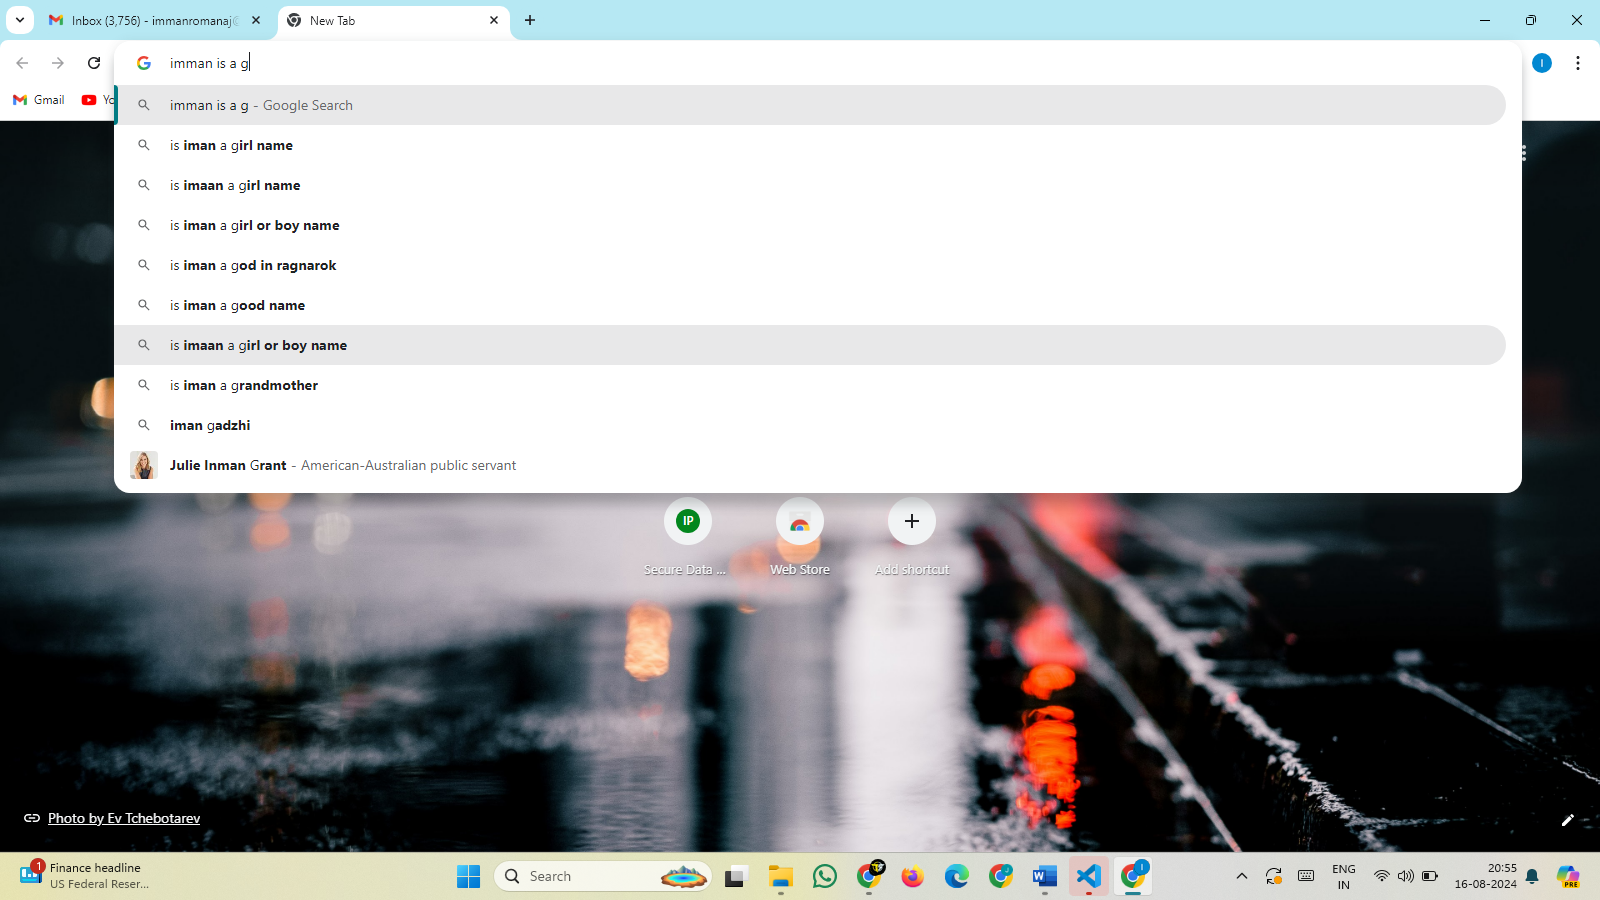 Inbox (3,756) - immanromanaj@
New Tab
imman is a g
Gmail
Yo
imman is a g - Google Search
is iman a girl name
is imaan a girl name
is iman a girl or boy name
is iman a god in ragnarok
is iman a good name
is imaan a girl or boy name
is iman a grandmother
iman gadzhi
Julie Inman Grant - American-Australian public servant
IP
Secure Data ...
Web Store
Add shortcut
Photo by Ev Tchebotarev
1
Finance headline
US Federal Reser...
Search
ENG
IN
20:55
16-08-2024
PRE